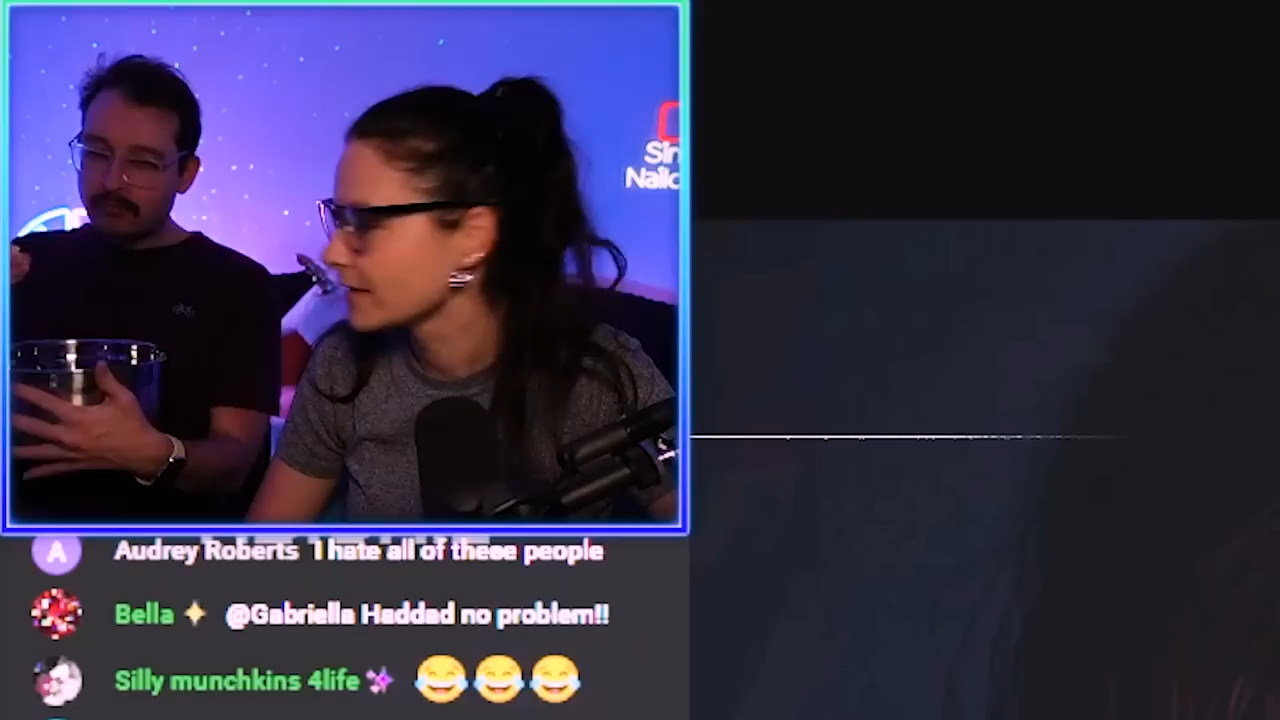 A Audrey Roberts I hate all of these people
Bella @Gabriella Haddad no problem!!
Silly munchkins 4life